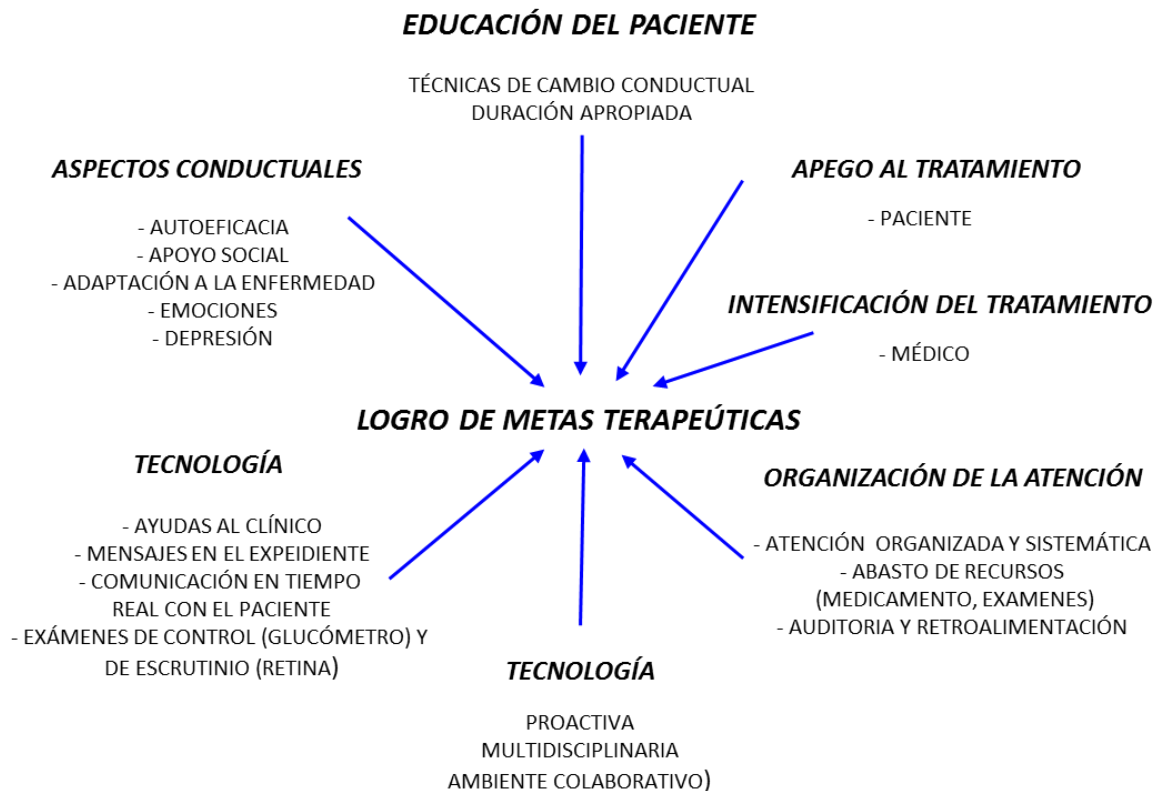 EDUCACIÓN DEL PACIENTE
TÉCNICAS DE CAMBIO CONDUCTUAL
DURACIÓN APROPIADA
ASPECTOS CONDUCTUALES
- AUTOEFICACIA
- APOYO SOCIAL
- ADAPTACIÓN A LA ENFERMEDAD
- EMOCIONES
- DEPRESIÓN
APEGO AL TRATAMIENTO
- PACIENTE
INTENSIFICACIÓN DEL TRATAMIENTO
- MÉDICO
LOGRO DE METAS TERAPEÚTICAS
TECNOLOGÍA
- AYUDAS AL CLÍNICO
- MENSAJES EN EL EXPEIDIENTE
- COMUNICACIÓN EN TIEMPO
REAL CON EL PACIENTE
- EXÁMENES DE CONTROL (GLUCÓMETRO) Y
DE ESCRUTINIO (RETINA)
ORGANIZACIÓN DE LA ATENCIÓN
- ATENCIÓN ORGANIZADA Y SISTEMÁTICA
- ABASTO DE RECURSOS
(MEDICAMENTO, EXAMENES)
- AUDITORIA Y RETROALIMENTACIÓN
TECNOLOGÍA
PROACTIVA
MULTIDISCIPLINARIA
AMBIENTE COLABORATIVO)